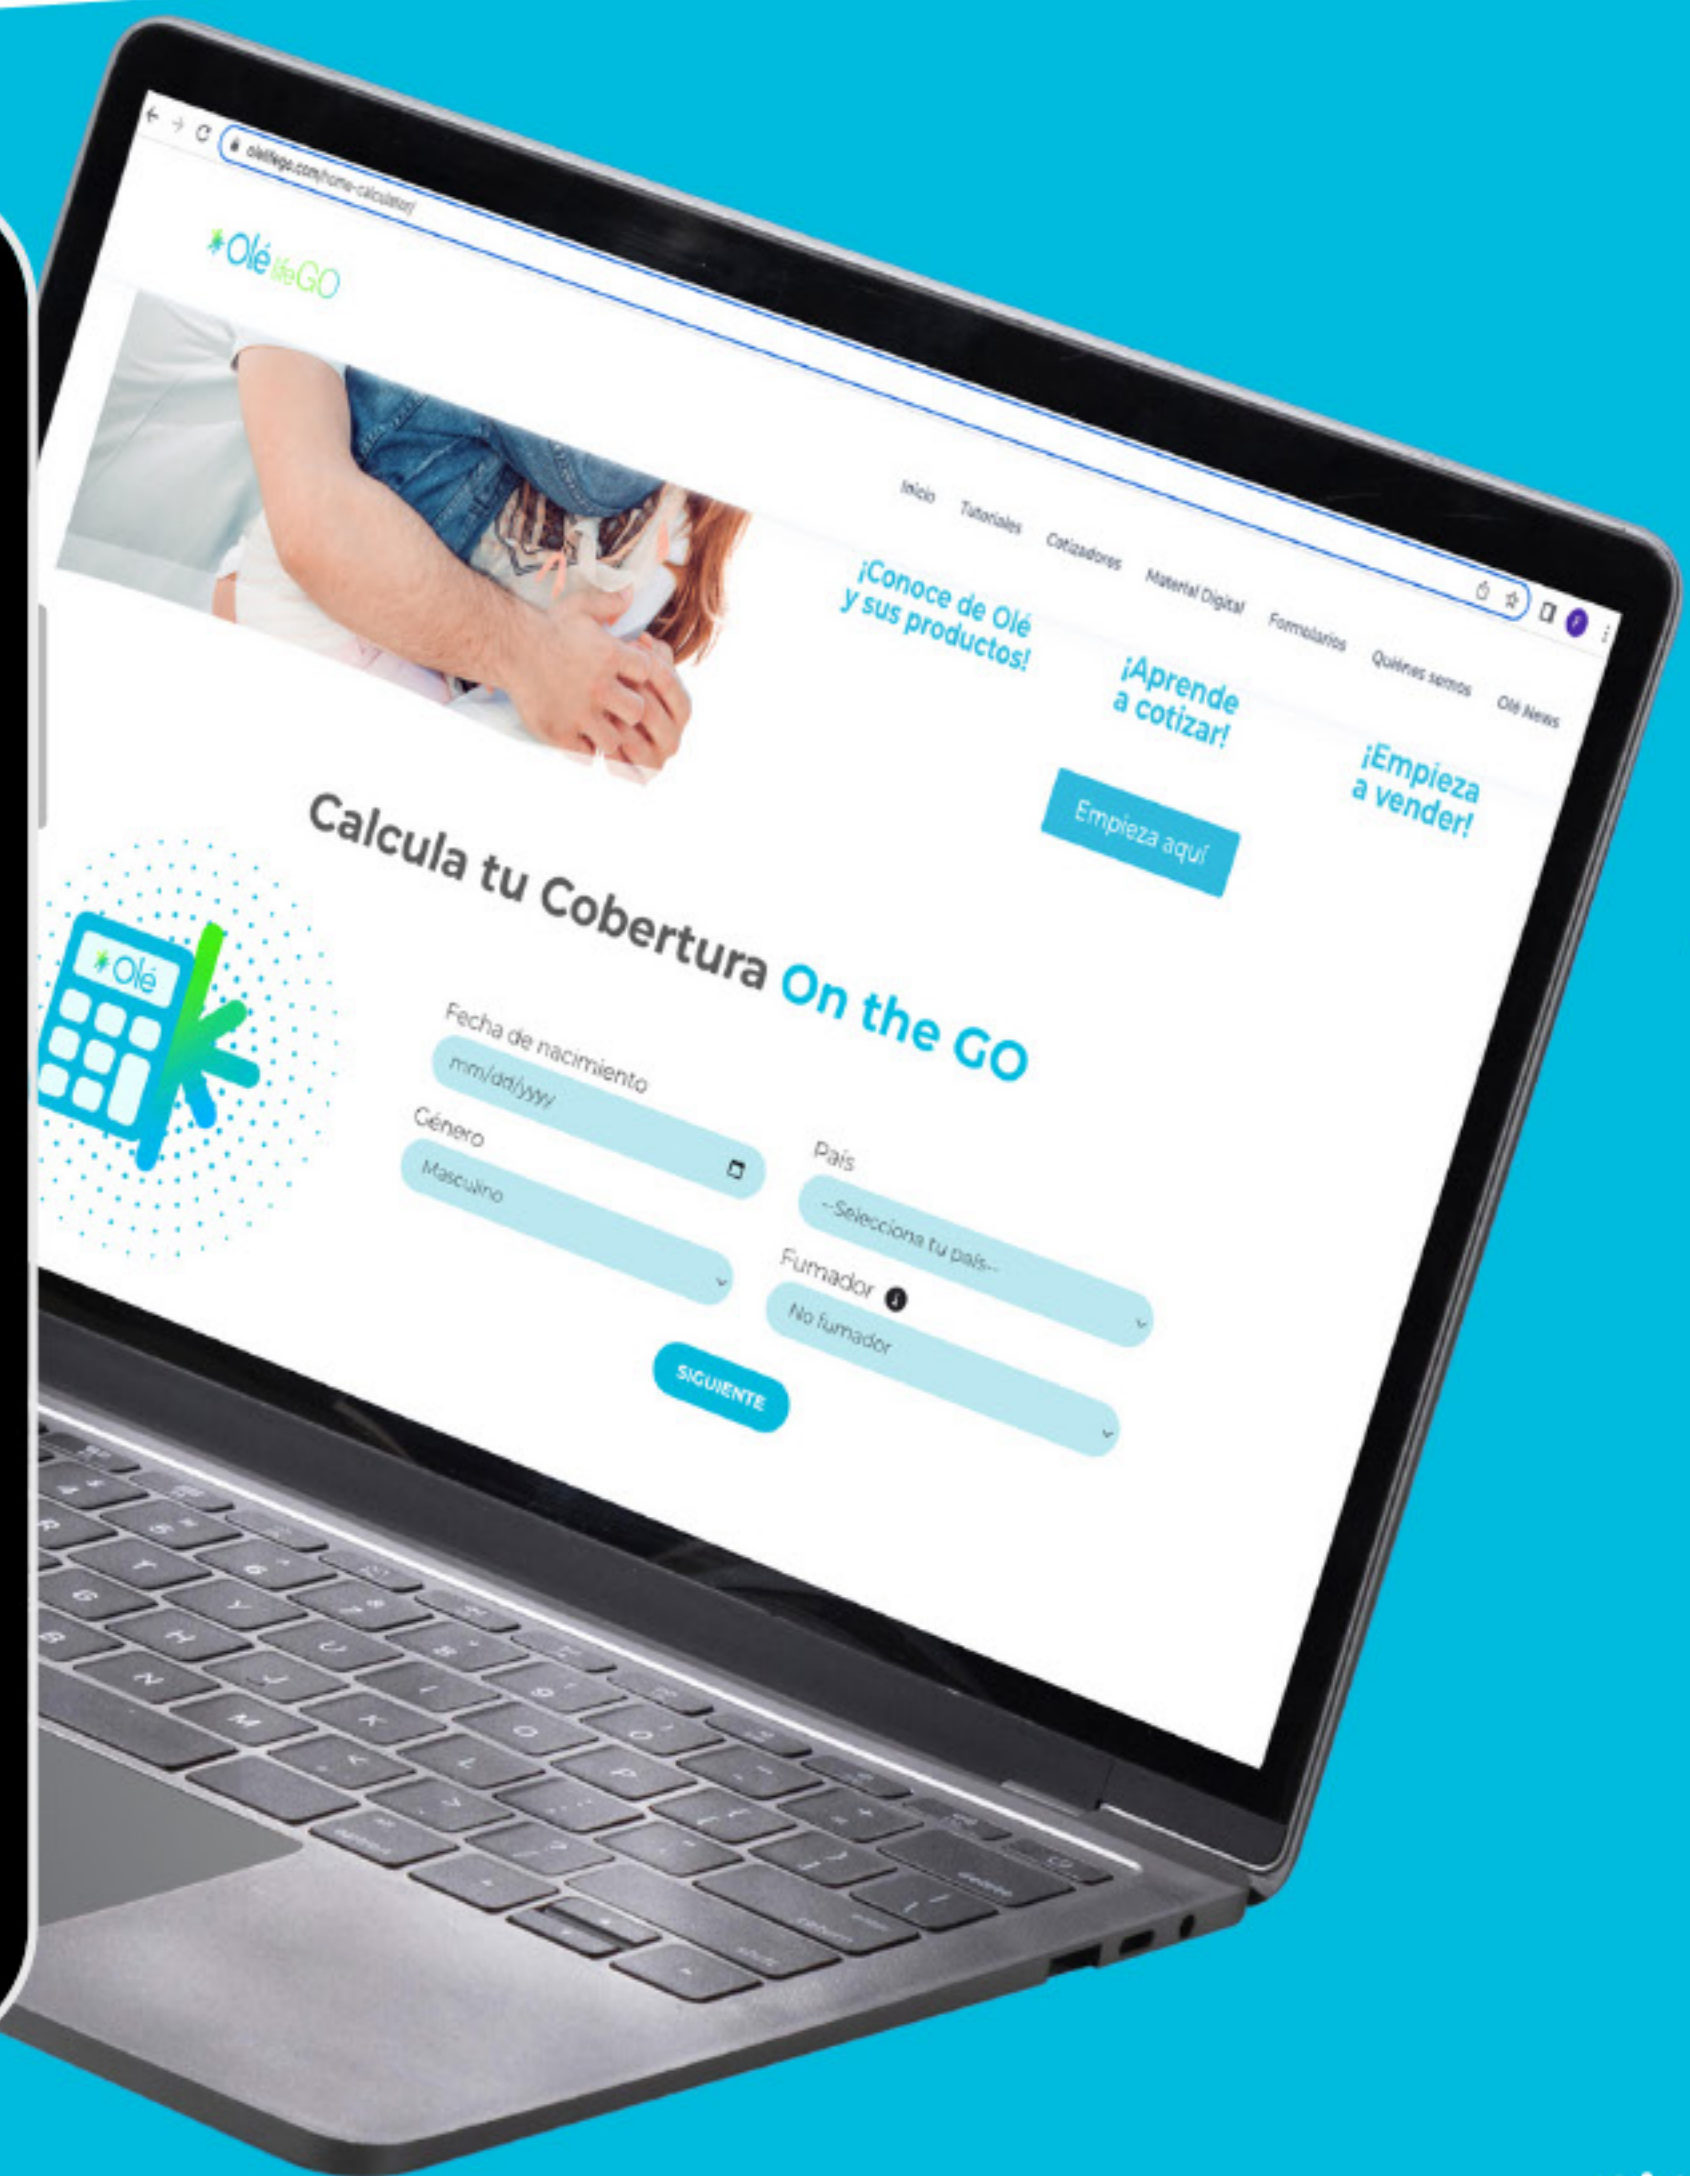 olelifego.com/home-calculator/
Olé lifeGO
Inicio Tutoriales Cotizadores Material Digital Formularios Quiénes somos Olé News
¡Conoce de Olé
y sus productos!
¡Aprende
a cotizar!
¡Empieza
a vender!
Empieza aquí
Calcula tu Cobertura On the GO
Olé
Fecha de nacimiento
mm/dd/yyyy
País
--Selecciona tu país--
Género
Masculino
Fumador
No fumador
SIGUIENTE